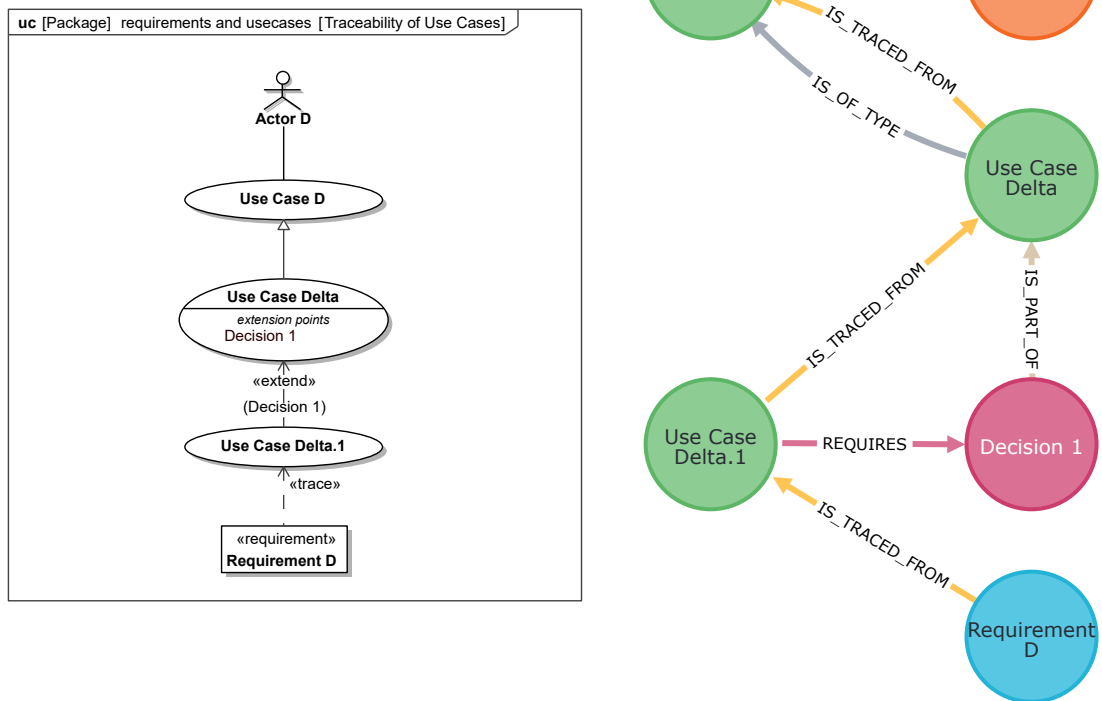 uc [Package] requirements and usecases [Traceability of Use Cases]
Actor D
Use Case D
Use Case Delta
extension points
Decision 1
«extend»
(Decision 1)
Use Case Delta.1
«trace»
«requirement»
Requirement D
IS_TRACED_FROM
IS_OF_TYPE
Use Case
Delta
IS_TRACED_FROM
IS_PART_OF
Use Case
Delta.1
REQUIRES
Decision 1
IS_TRACED_FROM
Requirement
D